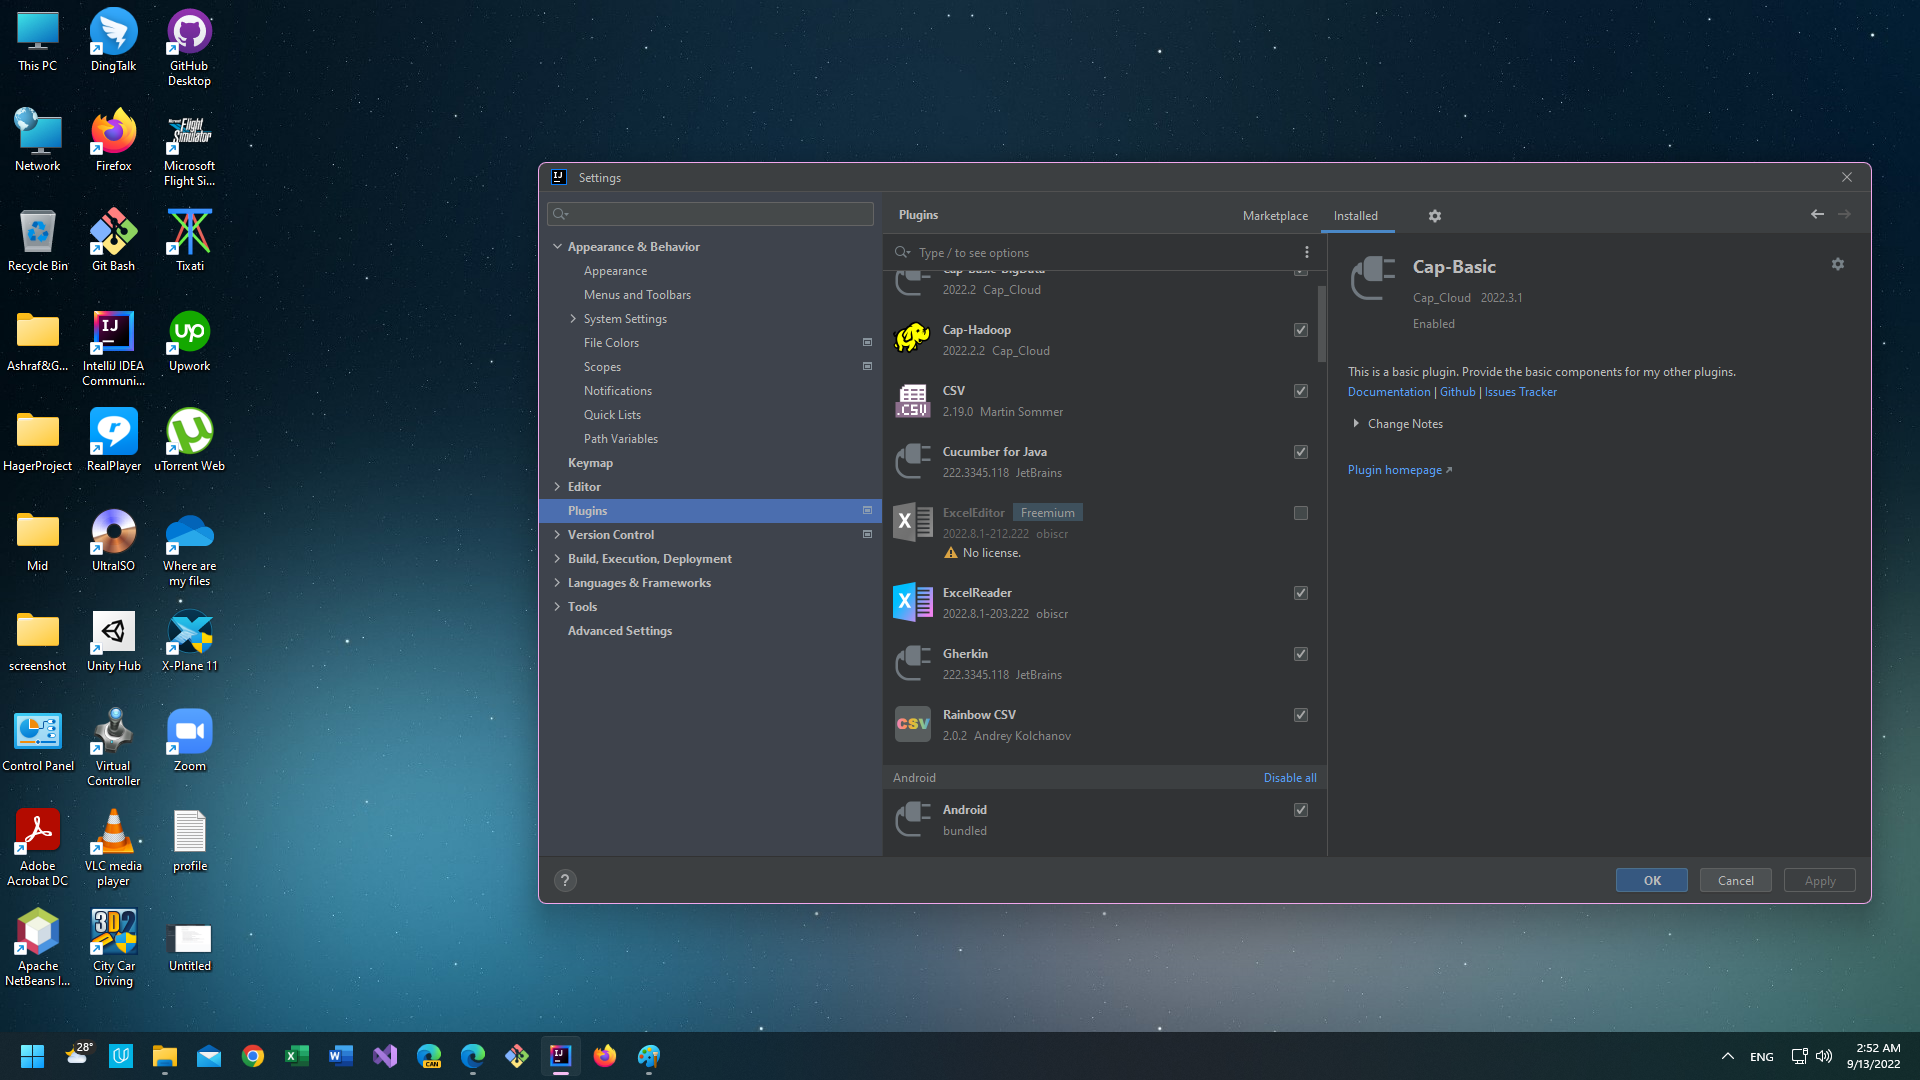 This PC
DingTalk
GitHub
Desktop
Network
Firefox
Microsoft
Flight Si...
Recycle Bin
Git Bash
Tixati
Ashraf&G...
IntelliJ IDEA
Communi...
Upwork
HagerProject
RealPlayer
uTorrent Web
Mid
UltraISO
Where are
my files
screenshot
Unity Hub
X-Plane 11
Control Panel
Virtual
Controller
Zoom
Adobe
Acrobat DC
VLC media
player
profile
Apache
NetBeans I...
City Car
Driving
Untitled
Settings
Appearance & Behavior
Appearance
Menus and Toolbars
System Settings
File Colors
Scopes
Notifications
Quick Lists
Path Variables
Keymap
Editor
Plugins
Version Control
Build, Execution, Deployment
Languages & Frameworks
Tools
Advanced Settings
Plugins
Marketplace
Installed
Type / to see options
Cap-Basic-BigData
2022.2 Cap_Cloud
Cap-Hadoop
2022.2.2 Cap_Cloud
CSV
2.19.0 Martin Sommer
Cucumber for Java
222.3345.118 JetBrains
ExcelEditor Freemium
2022.8.1-212.222 obiscr
No license.
ExcelReader
2022.8.1-203.222 obiscr
Gherkin
222.3345.118 JetBrains
Rainbow CSV
2.0.2 Andrey Kolchanov
Android Disable all
Android
bundled
Cap-Basic
Cap_Cloud 2022.3.1
Enabled
This is a basic plugin. Provide the basic components for my other plugins.
Documentation | Github | Issues Tracker
Change Notes
Plugin homepage
?
OK
Cancel
Apply
28°
ENG
2:52 AM
9/13/2022